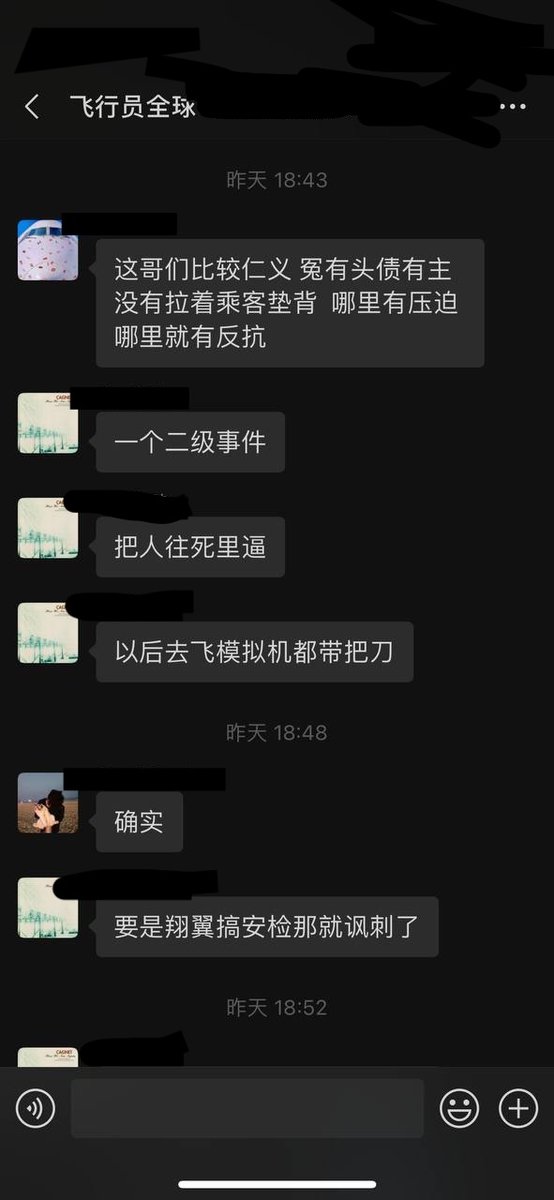 飞行员全球
昨天 18:43
这哥们比较仁义 冤有头债有主
没有拉着乘客垫背 哪里有压迫
哪里就有反抗
一个二级事件
把人往死里逼
以后去飞模拟机都带把刀
昨天 18:48
确实
要是翔翼搞安检那就讽刺了
昨天 18:52